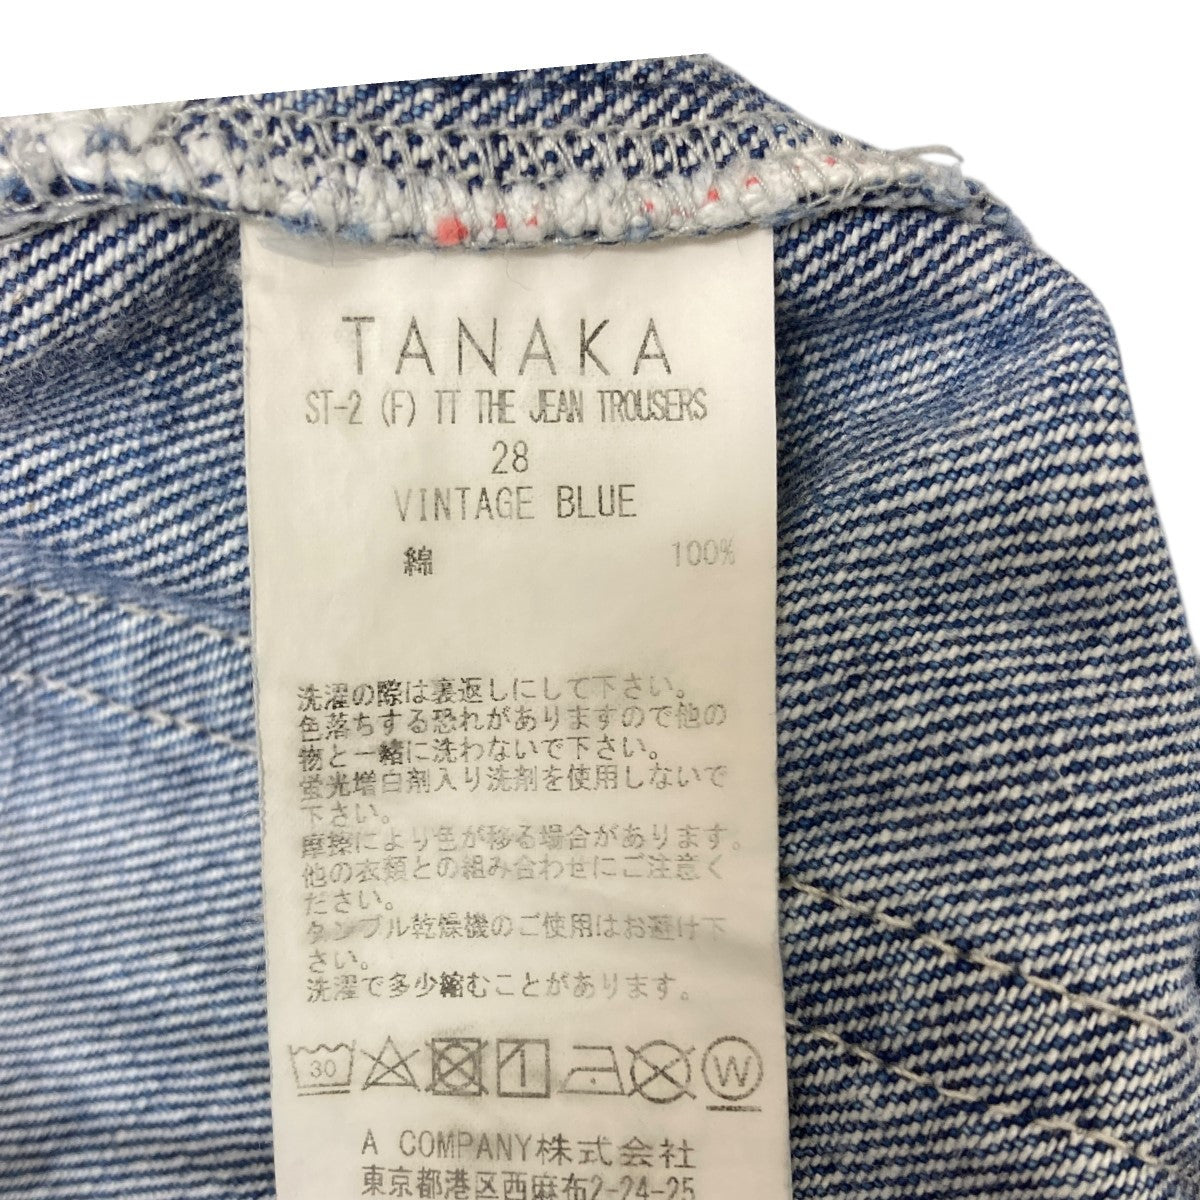 TANAKA
ST-2 (F) TT THE JEAN TROUSERS
28
VINTAGE BLUE
綿 100%
洗濯の際は裏返しにして下さい。
色落ちする恐れがありますので他の
物と一緒に洗わないで下さい。
蛍光増白剤入り洗剤を使用しないで
下さい。
摩擦により色が移る場合があります。
他の衣類との組み合わせにご注意く
ださい。
タンブル乾燥機のご使用はお避け下
さい。
洗濯で多少縮むことがあります。
30 W
A COMPANY株式会社
東京都港区西麻布2-24-25